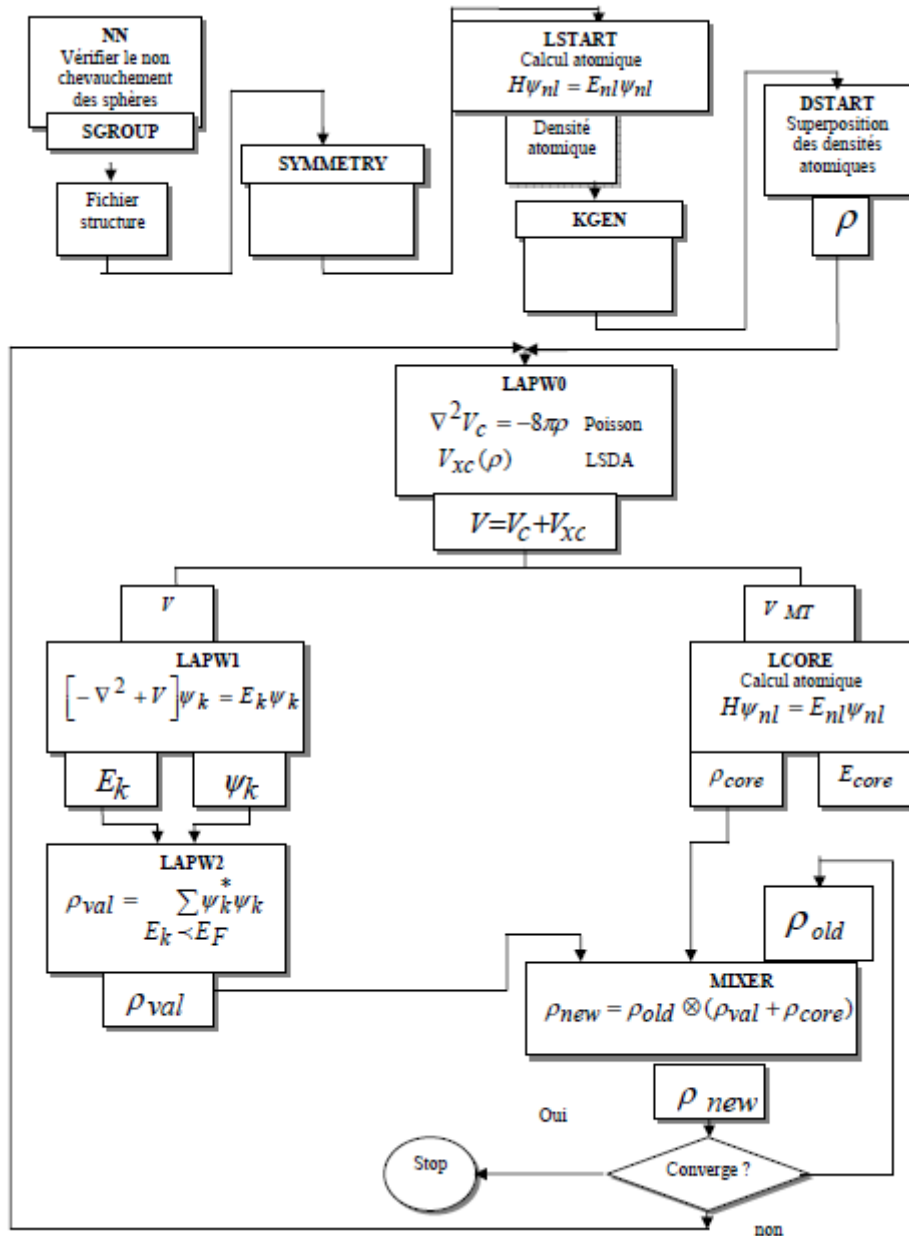 NN
Vérifier le non
chevauchement
des sphères
SGROUP
Fichier
structure
SYMMETRY
LSTART
Calcul atomique
Hψnl = Enlψnl
Densité
atomique
KGEN
DSTART
Superposition
des densités
atomiques
ρ
LAPW0
∇²Vc = −8πρ Poisson
Vxc(ρ) LSDA
V=Vc+Vxc
V
V MT
LAPW1
[−∇² + V]ψk = Ekψk
Ek
ψk
LCORE
Calcul atomique
Hψnl = Enlψnl
ρcore
Ecore
LAPW2
ρval = ∑ψk*ψk
Ek ≺ EF
ρval
ρold
MIXER
ρnew = ρold ⊗ (ρval + ρcore)
ρ new
Oui
Stop
Converge ?
non